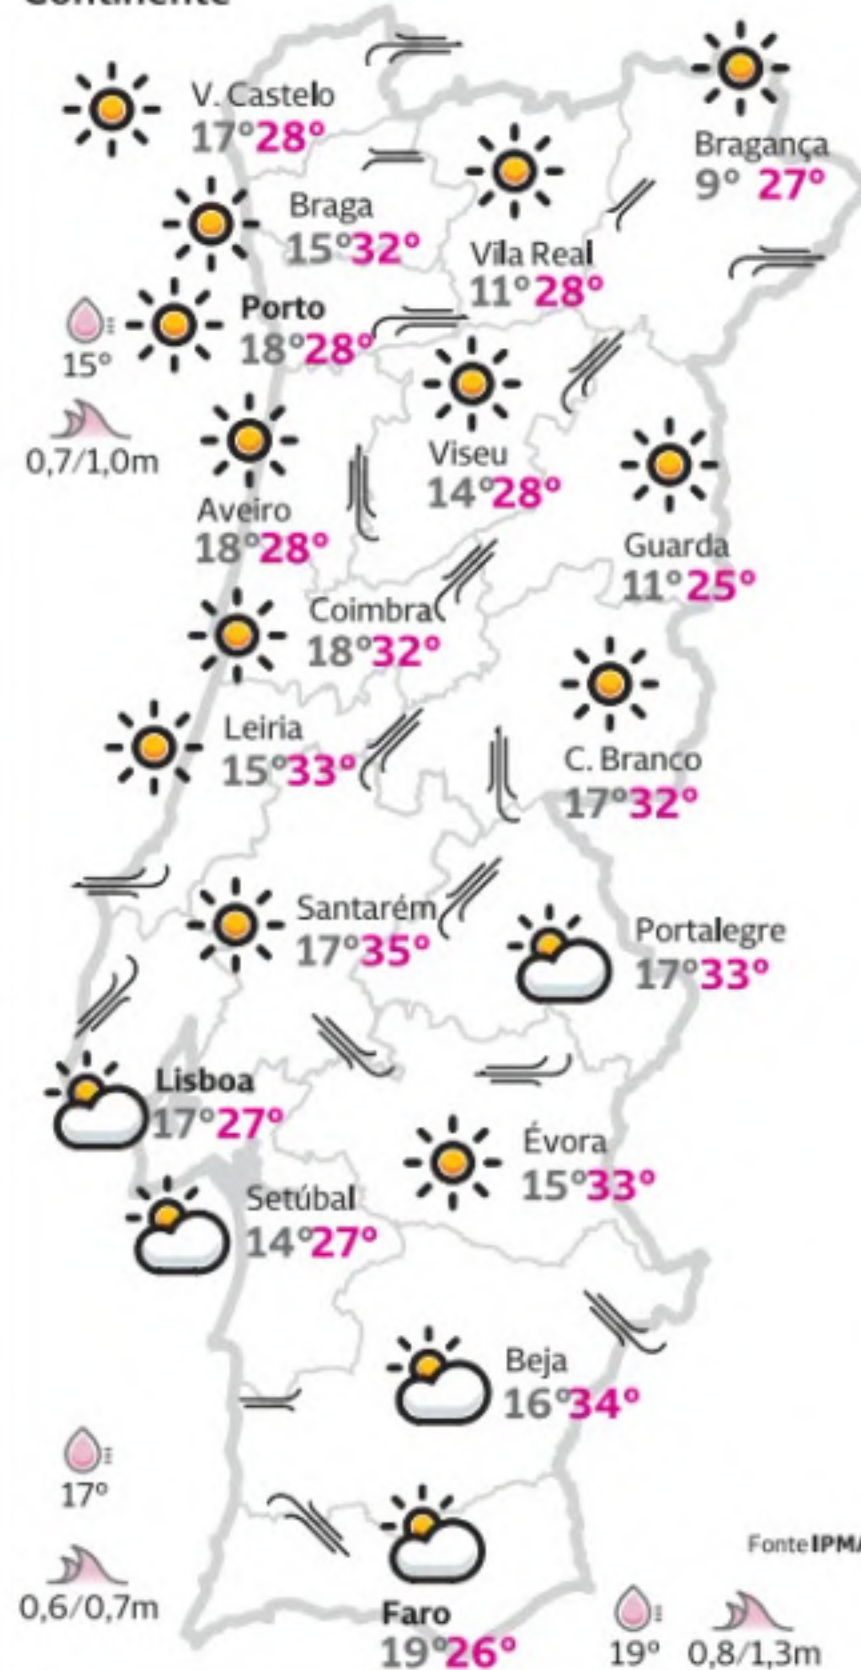 Continente
V. Castelo
17° 28°
Bragança
9° 27°
Braga
15° 32°
Vila Real
11° 28°
Porto
18° 28°
15°
0,7/1,0m
Viseu
14° 28°
Aveiro
18° 28°
Guarda
11° 25°
Coimbra
18° 32°
Leiria
15° 33°
C. Branco
17° 32°
Santarém
17° 35°
Portalegre
17° 33°
Lisboa
17° 27°
Évora
15° 33°
Setúbal
14° 27°
Beja
16° 34°
17°
0,6/0,7m
Fonte IPMA
Faro
19° 26°
19° 0,8/1,3m